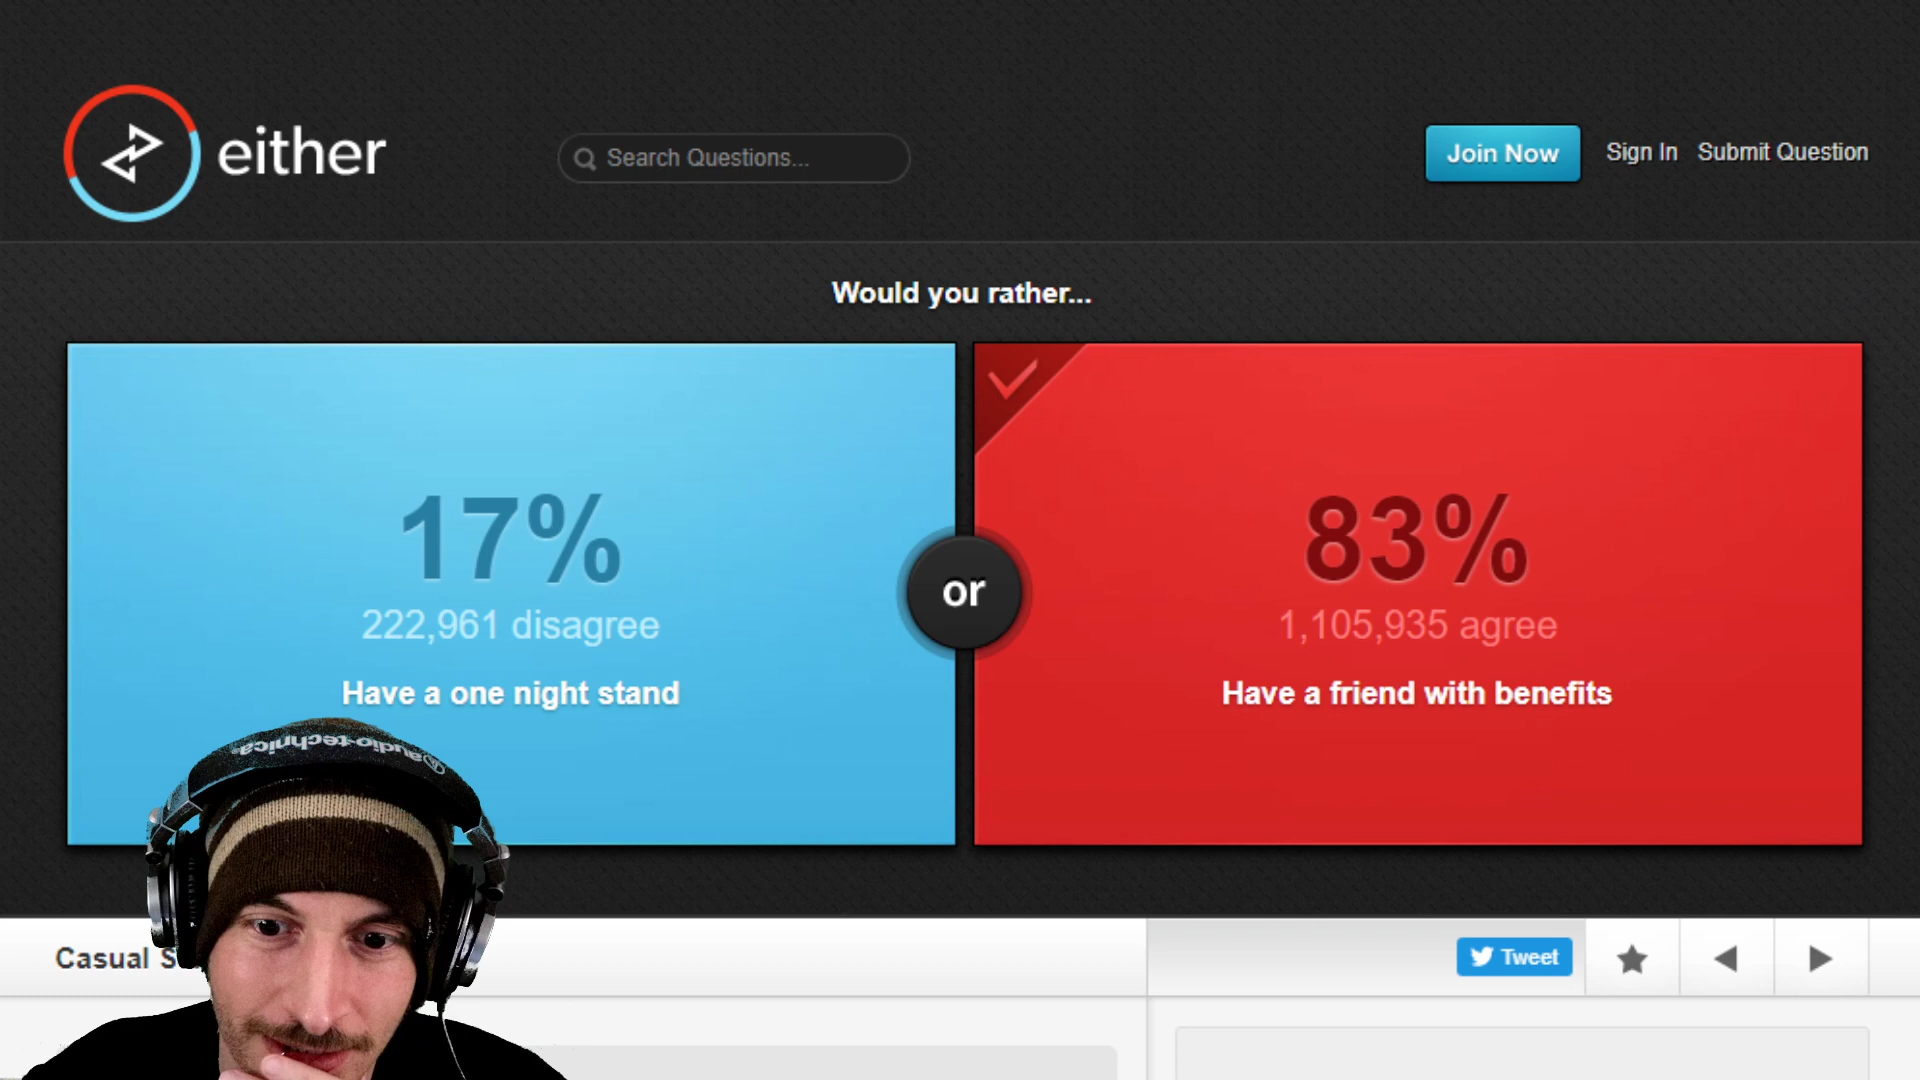 either
Search Questions...
Join Now
Sign In
Submit Question
Would you rather...
17%
222,961 disagree
Have a one night stand
or
83%
1,105,935 agree
Have a friend with benefits
audio-technica
Casual
Tweet